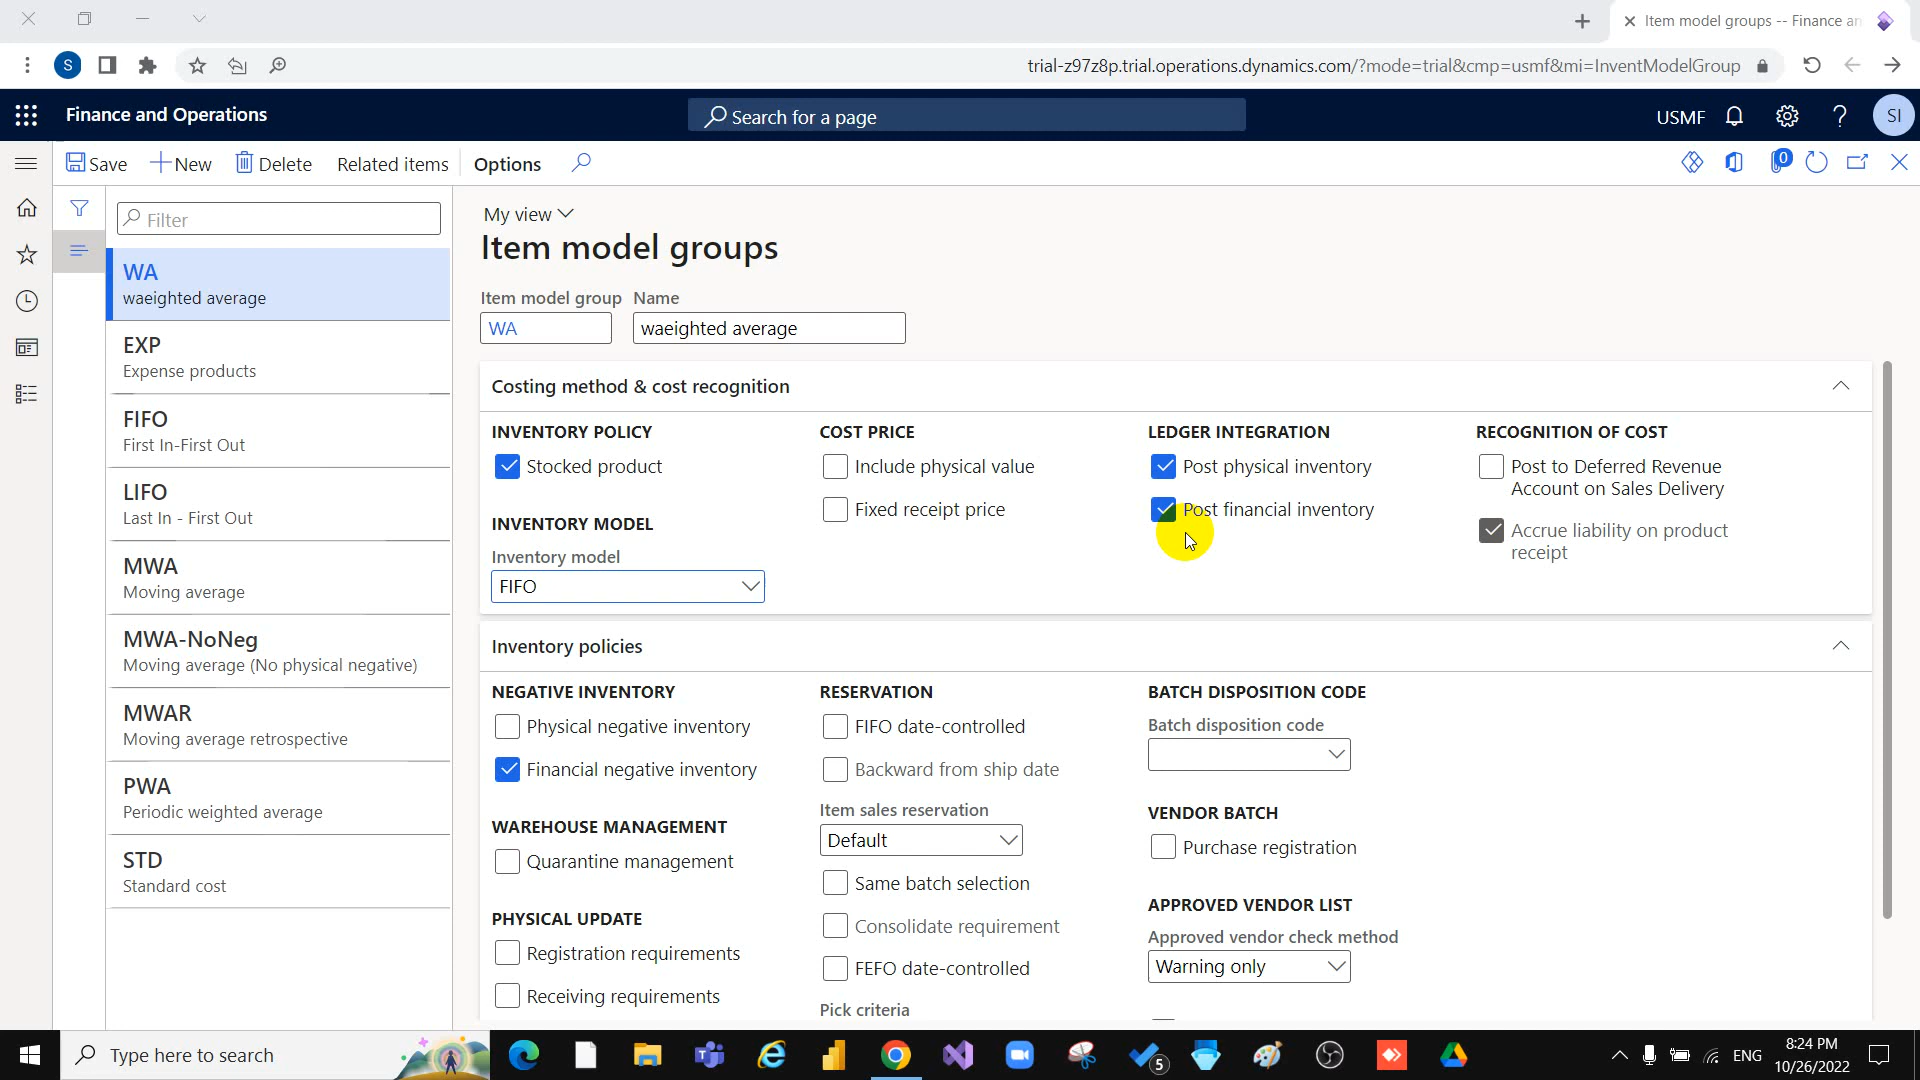 Item model groups -- Finance an
S
trial-z97z8p.trial.operations.dynamics.com/?mode=trial&cmp=usmf&mi=InventModelGroup
Finance and Operations
Search for a page
USMF
?
SI
Save
New
Delete
Related items
Options
0
Filter
WA
waeighted average
EXP
Expense products
FIFO
First In-First Out
LIFO
Last In - First Out
MWA
Moving average
MWA-NoNeg
Moving average (No physical negative)
MWAR
Moving average retrospective
PWA
Periodic weighted average
STD
Standard cost
My view
Item model groups
Item model group Name
WA waeighted average
Costing method & cost recognition
INVENTORY POLICY
Stocked product
INVENTORY MODEL
Inventory model
FIFO
COST PRICE
Include physical value
Fixed receipt price
LEDGER INTEGRATION
Post physical inventory
Post financial inventory
RECOGNITION OF COST
Post to Deferred Revenue
Account on Sales Delivery
Accrue liability on product
receipt
Inventory policies
NEGATIVE INVENTORY
Physical negative inventory
Financial negative inventory
WAREHOUSE MANAGEMENT
Quarantine management
PHYSICAL UPDATE
Registration requirements
Receiving requirements
RESERVATION
FIFO date-controlled
Backward from ship date
Item sales reservation
Default
Same batch selection
Consolidate requirement
FEFO date-controlled
Pick criteria
BATCH DISPOSITION CODE
Batch disposition code
VENDOR BATCH
Purchase registration
APPROVED VENDOR LIST
Approved vendor check method
Warning only
Type here to search
5
ENG
8:24 PM
10/26/2022